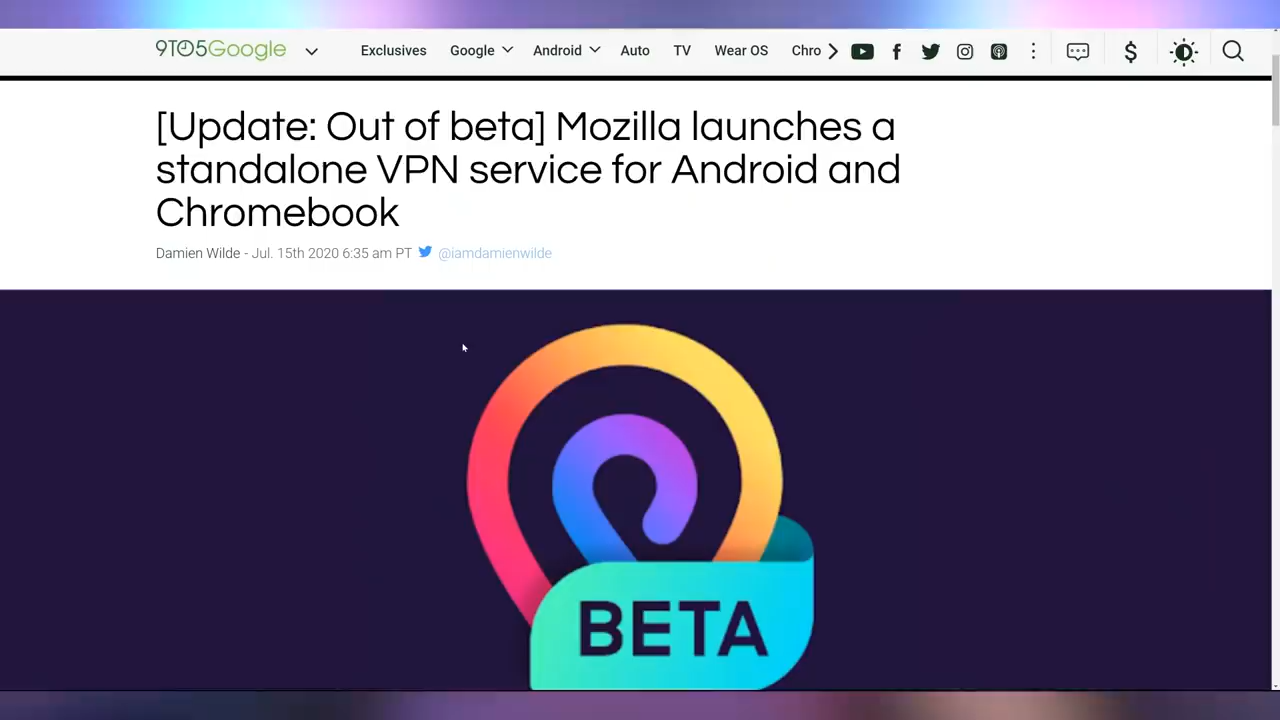 9TO5Google
Exclusives Google Android Auto TV Wear OS Chro
[Update: Out of beta] Mozilla launches a
standalone VPN service for Android and
Chromebook
Damien Wilde - Jul. 15th 2020 6:35 am PT @iamdamienwilde
BETA